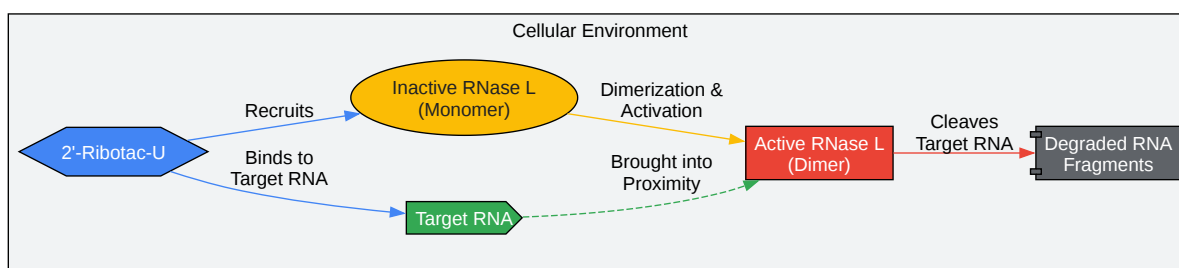 Cellular Environment
2'-Ribotac-U
Recruits
Binds to
Target RNA
Inactive RNase L
(Monomer)
Target RNA
Dimerization &
Activation
Brought into
Proximity
Active RNase L
(Dimer)
Cleaves
Target RNA
Degraded RNA
Fragments